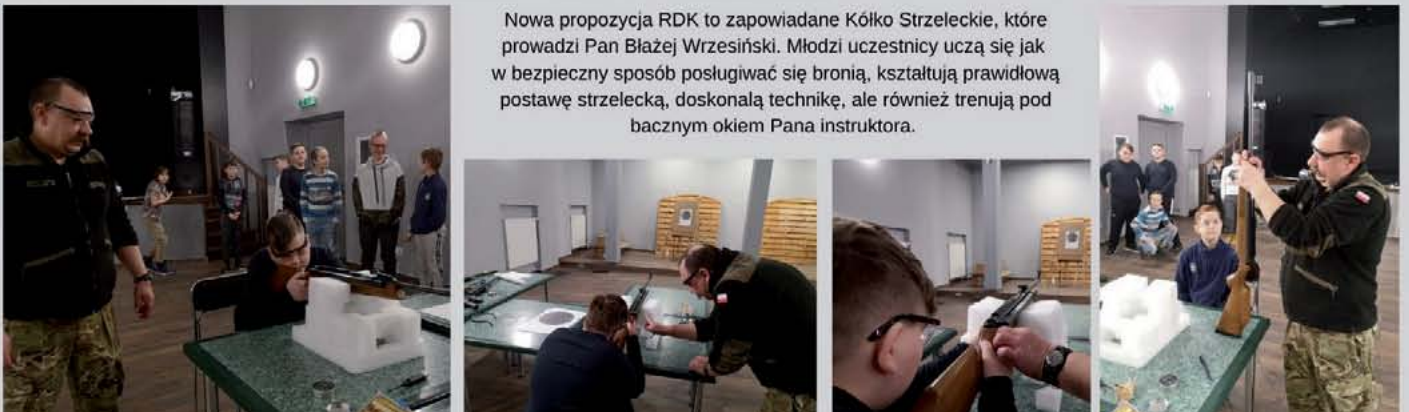 Nowa propozycja RDK to zapowiadane Kółko Strzeleckie, które
prowadzi Pan Błażej Wrzesiński. Młodzi uczestnicy uczą się jak
w bezpieczny sposób posługiwać się bronią, kształtują prawidłową
postawę strzelecką, doskonalą technikę, ale również trenują pod
bacznym okiem Pana instruktora.